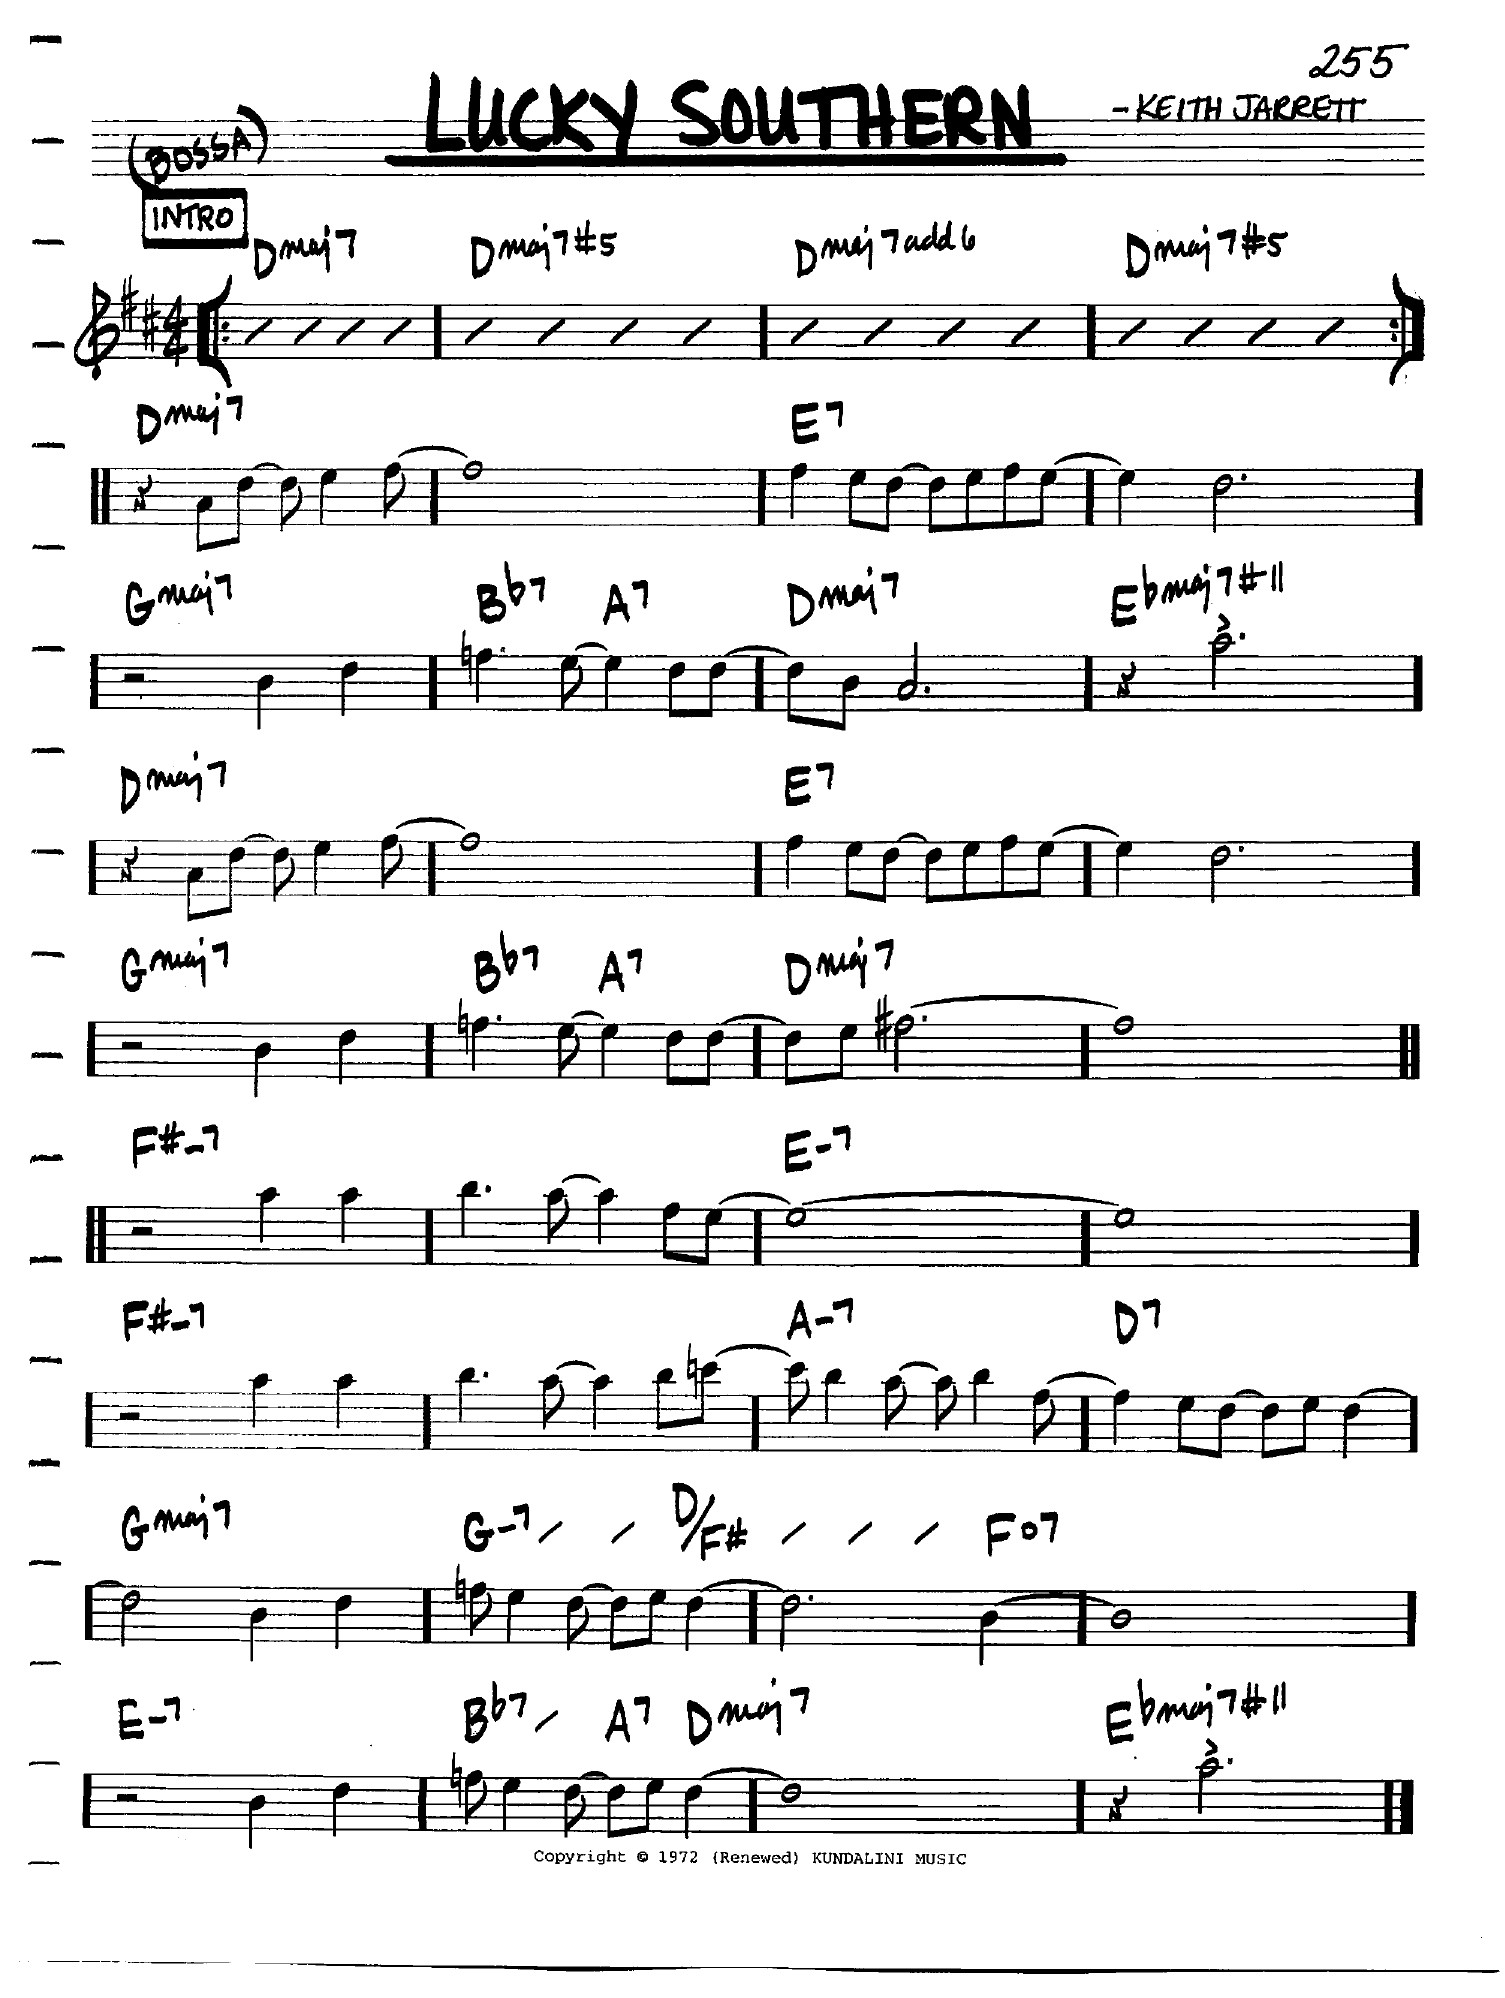 255
LUCKY SOUTHERN
- KEITH JARRETT
(BOSSA)
INTRO
Dmaj7 Dmaj7#5 Dmaj7add6 Dmaj7#5
4/4
Dmaj7 E7
Gmaj7 Bb7 A7 Dmaj7 Ebmaj7#11
Dmaj7 E7
Gmaj7 Bb7 A7 Dmaj7
F#-7 E-7
F#-7 A-7 D7
Gmaj7 G-7 / / D/F# / / / Fo7
E-7 Bb7 / A7 Dmaj7 Ebmaj7#11
Copyright © 1972 (Renewed) KUNDALINI MUSIC